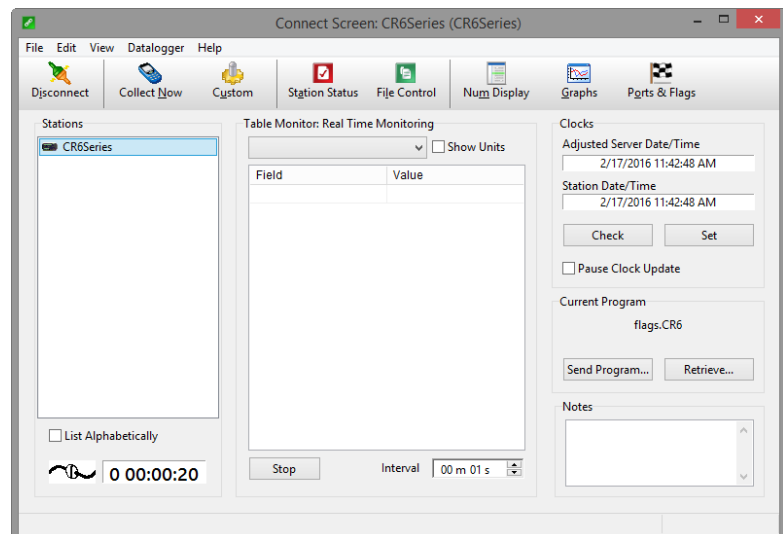 Connect Screen: CR6Series (CR6Series)
File Edit View Datalogger Help
Disconnect Collect Now Custom Station Status File Control Num Display Graphs Ports & Flags
Stations
CR6Series
List Alphabetically
0 00:00:20
Table Monitor: Real Time Monitoring
Show Units
Field Value
Stop Interval 00 m 01 s
Clocks
Adjusted Server Date/Time
2/17/2016 11:42:48 AM
Station Date/Time
2/17/2016 11:42:48 AM
Check Set
Pause Clock Update
Current Program
flags.CR6
Send Program... Retrieve...
Notes